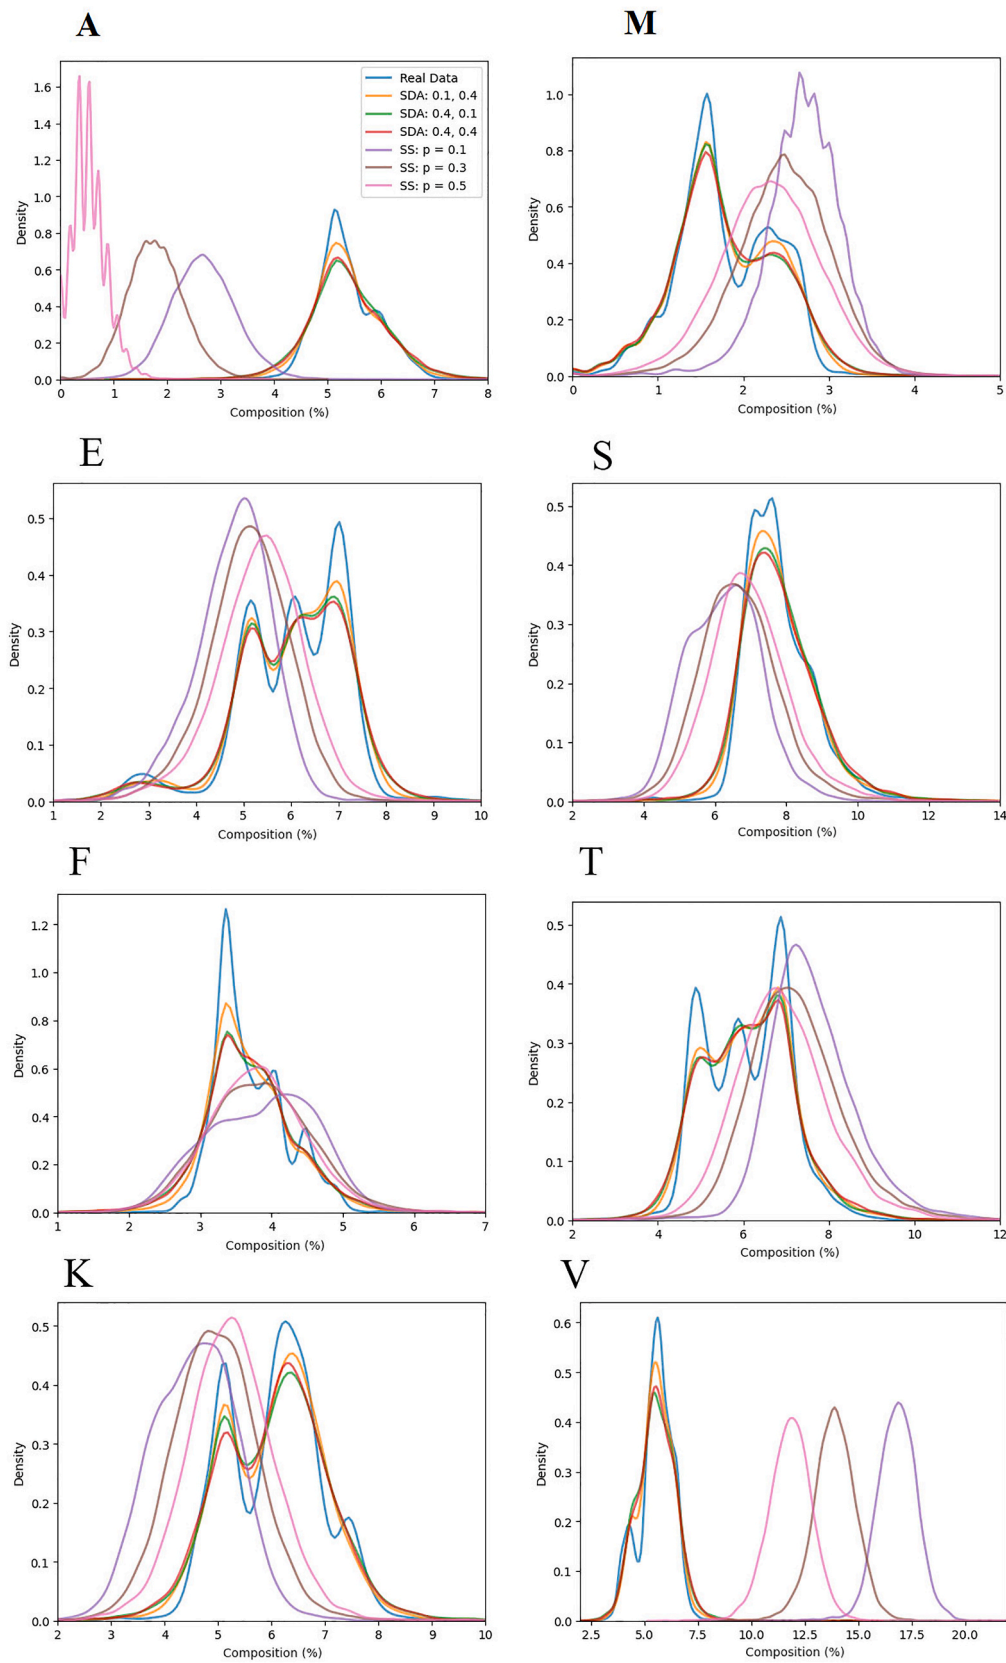 A
Density
1.6
1.4
1.2
1.0
0.8
0.6
0.4
0.2
0.0
Real Data
SDA: 0.1, 0.4
SDA: 0.4, 0.1
SDA: 0.4, 0.4
SS: p = 0.1
SS: p = 0.3
SS: p = 0.5
0 1 2 3 4 5 6 7 8
Composition (%)
M
Density
1.0
0.8
0.6
0.4
0.2
0.0
0 1 2 3 4 5
Composition (%)
E
Density
0.5
0.4
0.3
0.2
0.1
0.0
1 2 3 4 5 6 7 8 9 10
Composition (%)
S
Density
0.5
0.4
0.3
0.2
0.1
0.0
2 4 6 8 10 12 14
Composition (%)
F
Density
1.2
1.0
0.8
0.6
0.4
0.2
0.0
1 2 3 4 5 6 7
Composition (%)
T
Density
0.5
0.4
0.3
0.2
0.1
0.0
2 4 6 8 10 12
Composition (%)
K
Density
0.5
0.4
0.3
0.2
0.1
0.0
2 3 4 5 6 7 8 9 10
Composition (%)
V
Density
0.6
0.5
0.4
0.3
0.2
0.1
0.0
2.5 5.0 7.5 10.0 12.5 15.0 17.5 20.0
Composition (%)